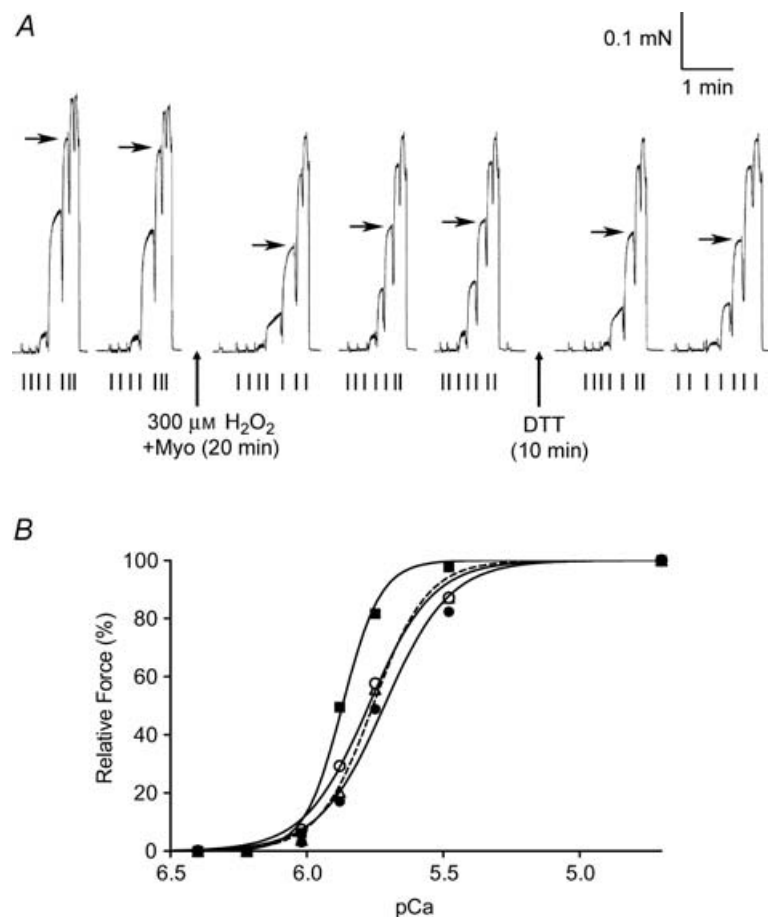 A
0.1 mN
1 min
300 μM H₂O₂
+Myo (20 min)
DTT
(10 min)
B
100
80
60
40
20
0
Relative Force (%)
6.5
6.0
5.5
5.0
pCa